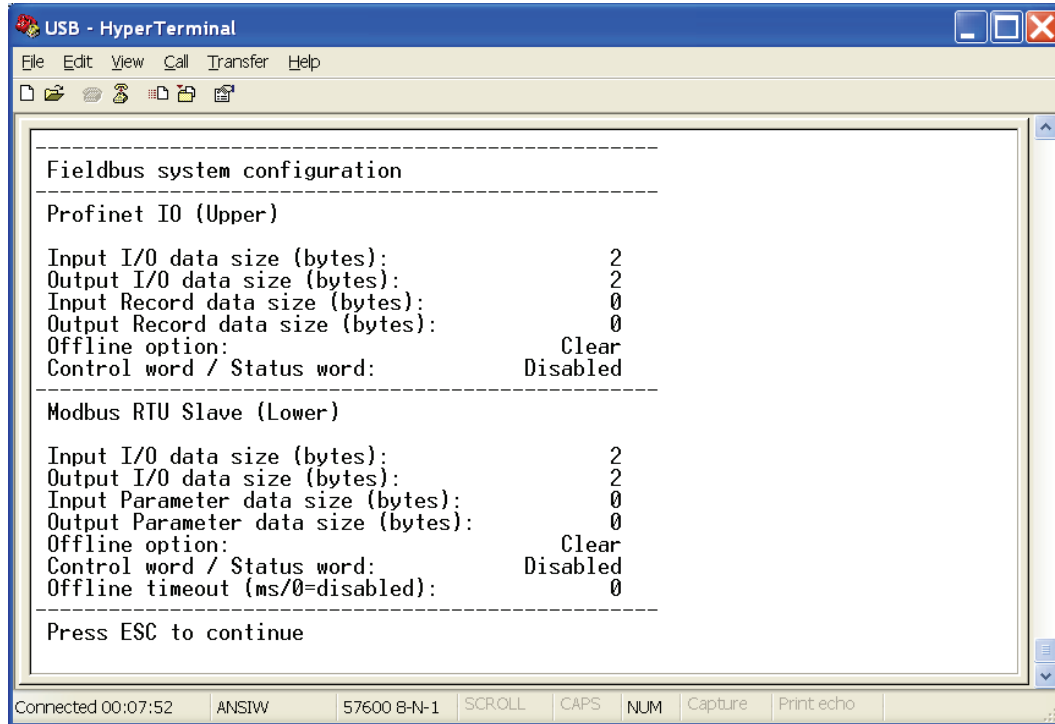 USB - HyperTerminal
File Edit View Call Transfer Help
Fieldbus system configuration
Profinet IO (Upper)
Input I/O data size (bytes): 2
Output I/O data size (bytes): 2
Input Record data size (bytes): 0
Output Record data size (bytes): 0
Offline option: Clear
Control word / Status word: Disabled
Modbus RTU Slave (Lower)
Input I/O data size (bytes): 2
Output I/O data size (bytes): 2
Input Parameter data size (bytes): 0
Output Parameter data size (bytes): 0
Offline option: Clear
Control word / Status word: Disabled
Offline timeout (ms/0=disabled): 0
Press ESC to continue
Connected 00:07:52 ANSIW 57600 8-N-1 SCROLL CAPS NUM Capture Print echo